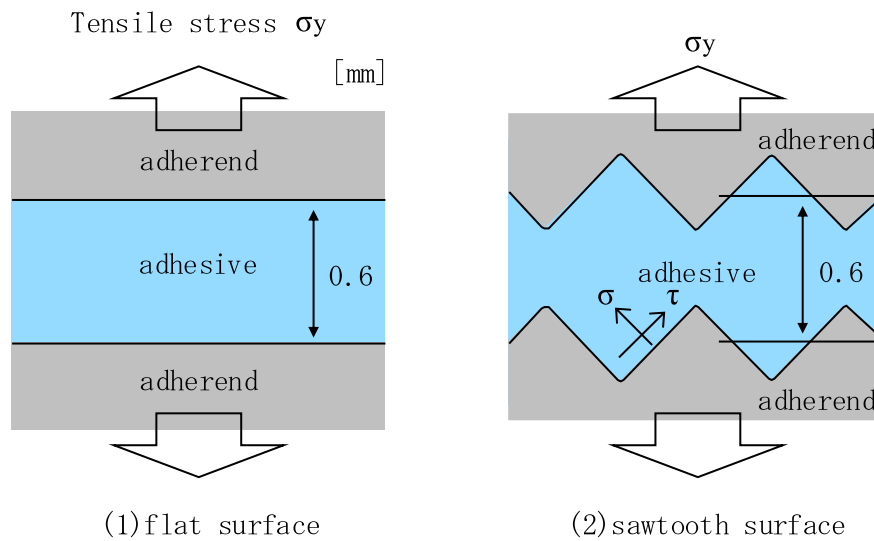 Tensile stress σy
[mm]
adherend
adhesive
0.6
adherend
(1)flat surface
σy
adherend
adhesive
0.6
σ
τ
adherend
(2)sawtooth surface